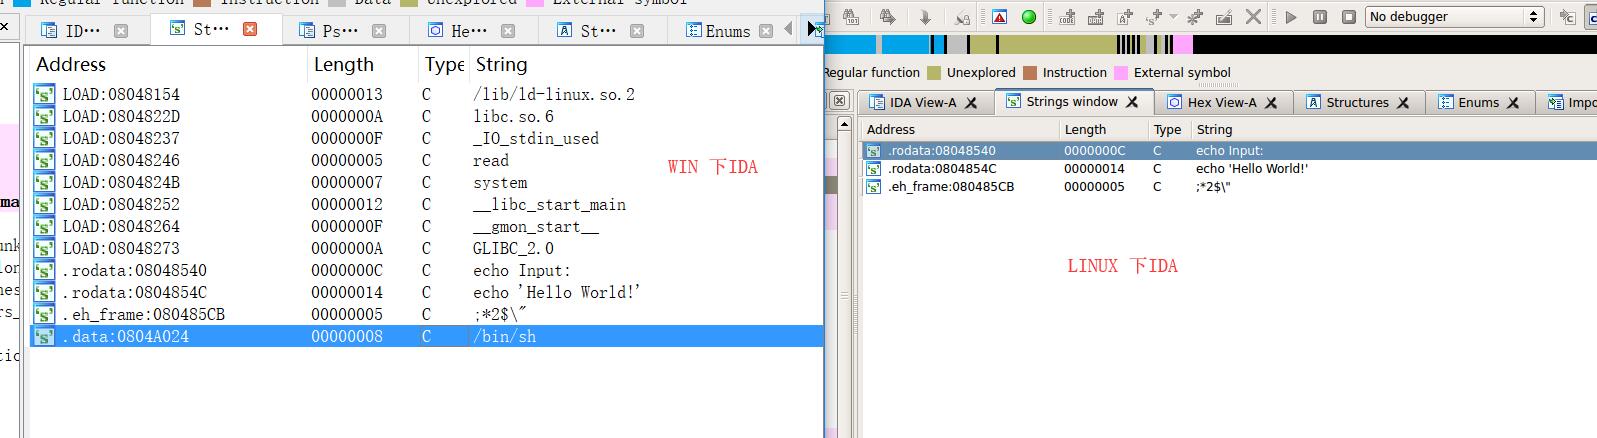 Regular function Instruction Data Unexplored External symbol
No debugger
Regular function Unexplored Instruction External symbol
ID··· St··· Ps··· He··· St··· Enums
IDA View-A Strings window Hex View-A Structures Enums Impo
Address Length Type String
LOAD:08048154 00000013 C /lib/ld-linux.so.2
LOAD:0804822D 0000000A C libc.so.6
LOAD:08048237 0000000F C _IO_stdin_used
LOAD:08048246 00000005 C read
LOAD:0804824B 00000007 C system
LOAD:08048252 00000012 C __libc_start_main
LOAD:08048264 0000000F C __gmon_start__
LOAD:08048273 0000000A C GLIBC_2.0
.rodata:08048540 0000000C C echo Input:
.rodata:0804854C 00000014 C echo 'Hello World!'
.eh_frame:080485CB 00000005 C ;*2$\"
.data:0804A024 00000008 C /bin/sh
WIN 下IDA
Address Length Type String
.rodata:08048540 0000000C C echo Input:
.rodata:0804854C 00000014 C echo 'Hello World!'
.eh_frame:080485CB 00000005 C ;*2$\"
LINUX 下IDA